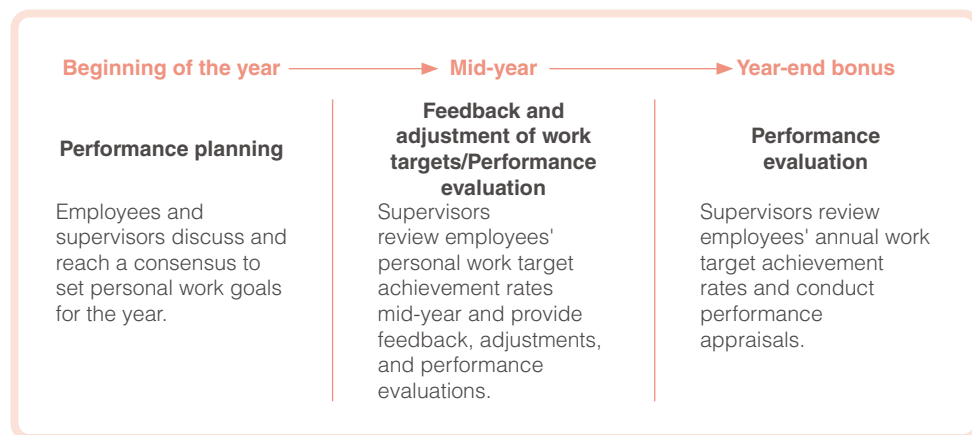 Beginning of the year
Mid-year
Year-end bonus
Performance planning
Employees and
supervisors discuss and
reach a consensus to
set personal work goals
for the year.
Feedback and
adjustment of work
targets/Performance
evaluation
Supervisors
review employees'
personal work target
achievement rates
mid-year and provide
feedback, adjustments,
and performance
evaluations.
Performance
evaluation
Supervisors review
employees' annual work
target achievement
rates and conduct
performance
appraisals.